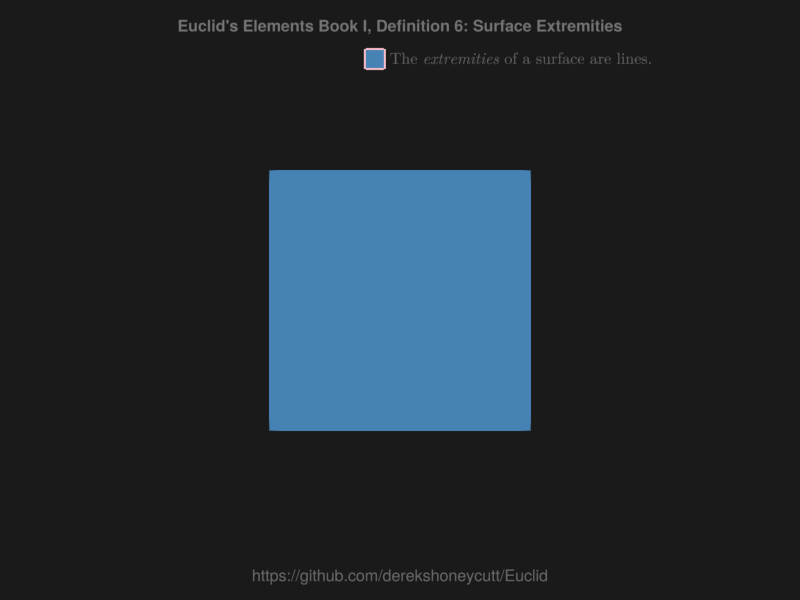 Euclid's Elements Book I, Definition 6: Surface Extremities
The extremities of a surface are lines.
https://github.com/derekshoneycutt/Euclid